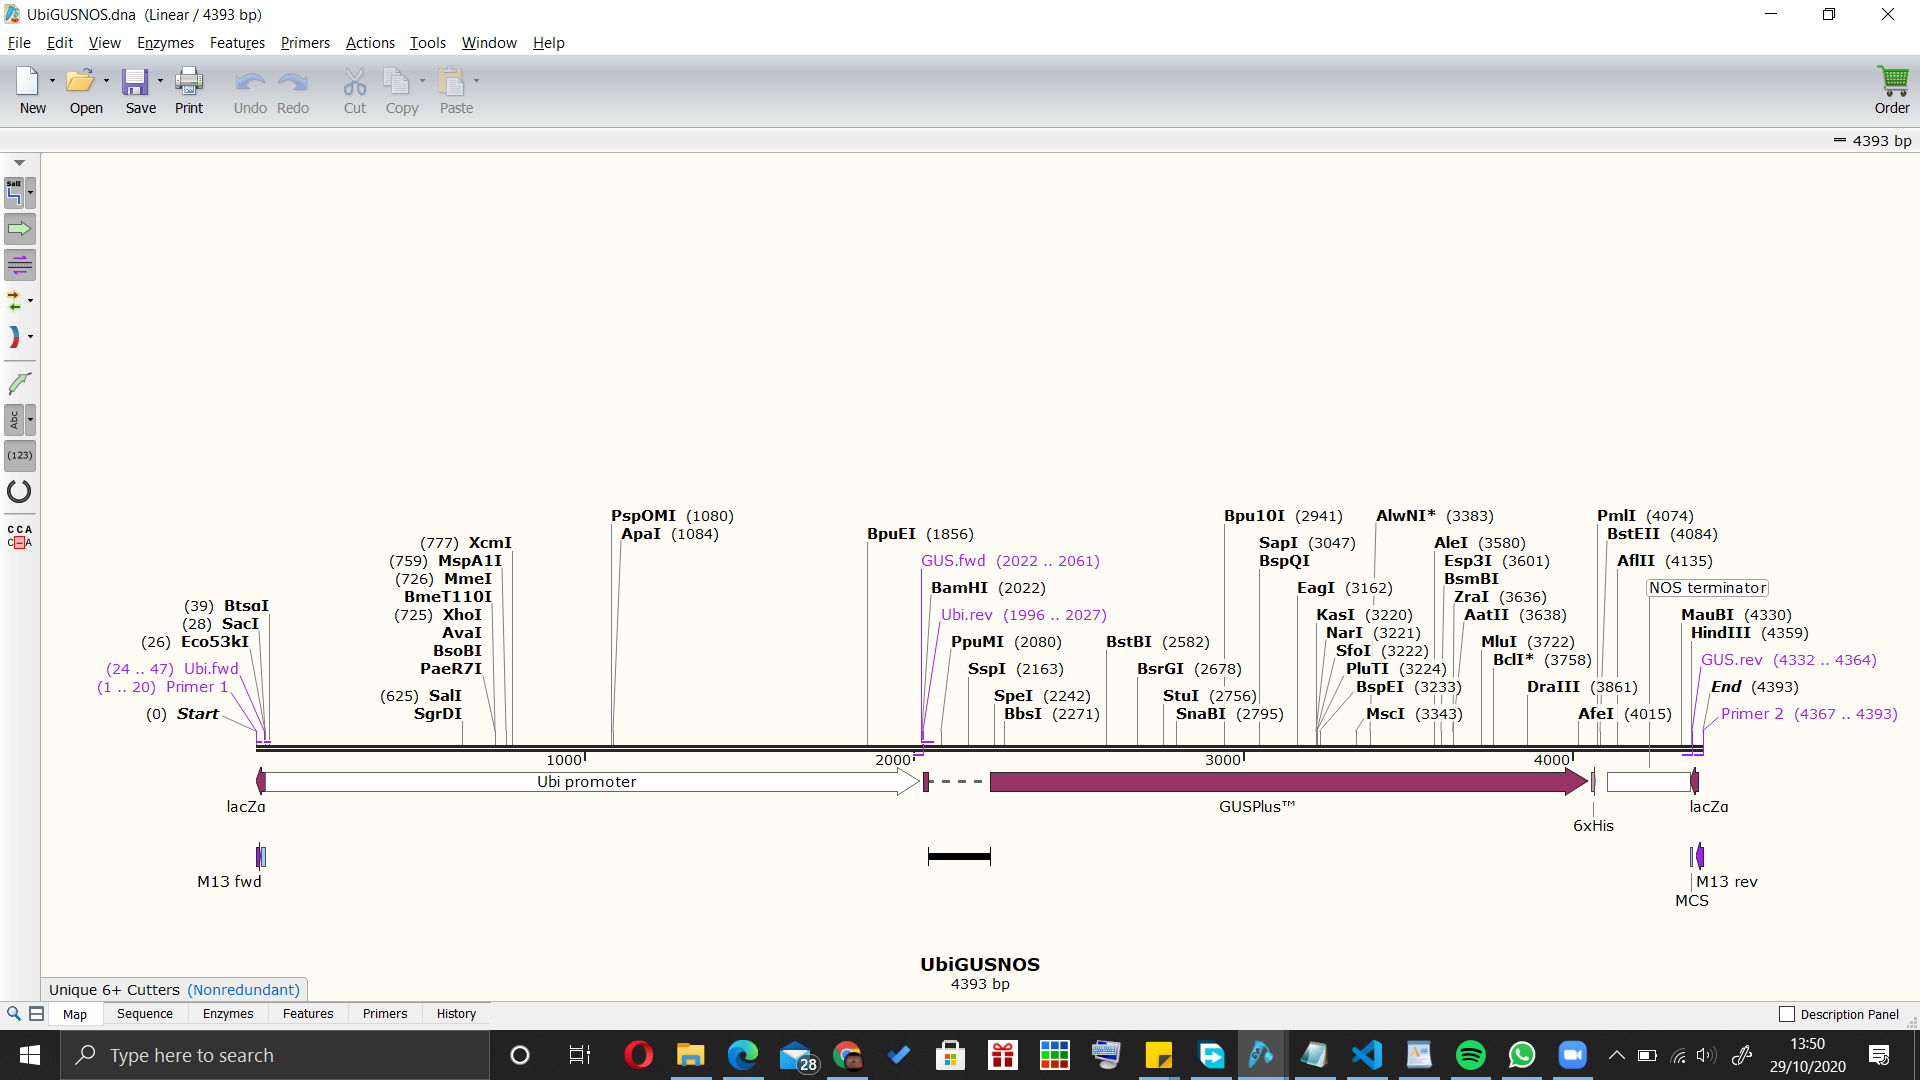 UbiGUSNOS.dna (Linear / 4393 bp)
File Edit View Enzymes Features Primers Actions Tools Window Help
New Open Save Print Undo Redo Cut Copy Paste Order
4393 bp
SalI
Abc
(123)
CCA
C–A
PspOMI (1080)
ApaI (1084)
(777) XcmI
(759) MspA1I
(726) MmeI
BmeT110I
(725) XhoI
AvaI
BsoBI
PaeR7I
(625) SalI
SgrDI
(39) BtsαI
(28) SacI
(26) Eco53kI
(24 .. 47) Ubi.fwd
(1 .. 20) Primer 1
(0) Start
BpuEI (1856)
GUS.fwd (2022 .. 2061)
BamHI (2022)
Ubi.rev (1996 .. 2027)
PpuMI (2080)
SspI (2163)
SpeI (2242)
BbsI (2271)
BstBI (2582)
BsrGI (2678)
StuI (2756)
SnaBI (2795)
Bpu10I (2941)
SapI (3047)
BspQI
EagI (3162)
KasI (3220)
NarI (3221)
SfoI (3222)
PluTI (3224)
BspEI (3233)
MscI (3343)
AlwNI* (3383)
AleI (3580)
Esp3I (3601)
BsmBI
ZraI (3636)
AatII (3638)
MluI (3722)
BclI* (3758)
DraIII (3861)
AfeI (4015)
PmlI (4074)
BstEII (4084)
AflII (4135)
NOS terminator
MauBI (4330)
HindIII (4359)
GUS.rev (4332 .. 4364)
End (4393)
Primer 2 (4367 .. 4393)
1000 2000 3000 4000
Ubi promoter
lacZα GUSPlus™ lacZα
6xHis
M13 fwd M13 rev
MCS
UbiGUSNOS
4393 bp
Unique 6+ Cutters (Nonredundant)
Map Sequence Enzymes Features Primers History Description Panel
Type here to search
28
13:50
29/10/2020